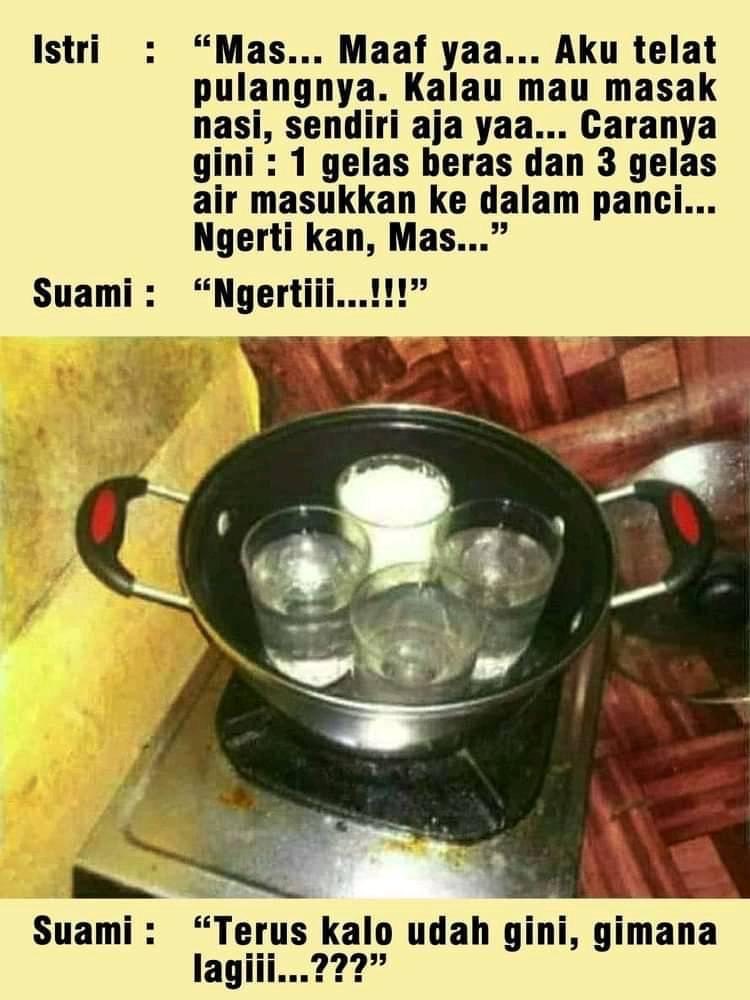 Istri : “Mas... Maaf yaa... Aku telat
pulangnya. Kalau mau masak
nasi, sendiri aja yaa... Caranya
gini : 1 gelas beras dan 3 gelas
air masukkan ke dalam panci...
Ngerti kan, Mas...”
Suami : “Ngertiii...!!!”
Suami : “Terus kalo udah gini, gimana
lagiii...???”